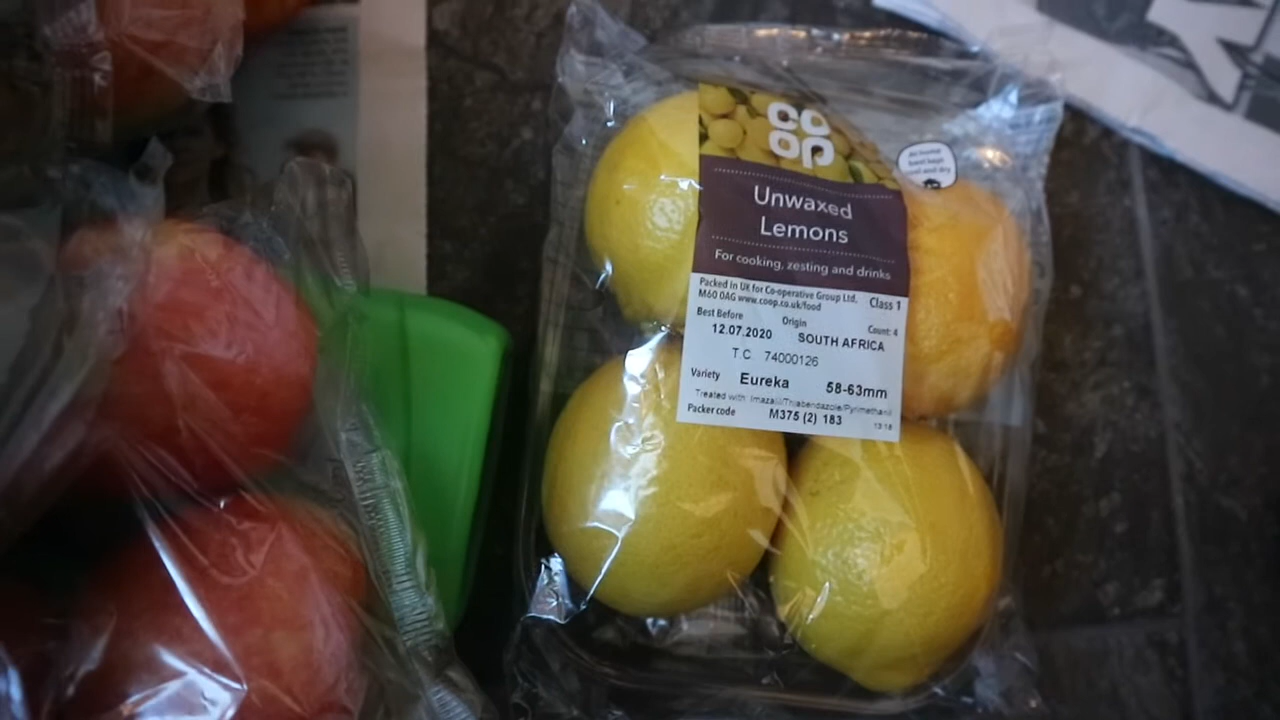 co
op
Unwaxed
Lemons
For cooking, zesting and drinks
Packed in UK for Co-operative Group Ltd.
M60 0AG www.coop.co.uk/food
Class 1
Best Before Origin Count: 4
12.07.2020 SOUTH AFRICA
T.C. 74000126
Variety Eureka 58-63mm
Treated with: Imazalil/Thiabendazole/Pyrimethanil
Packer code M375 (2) 183 13:18